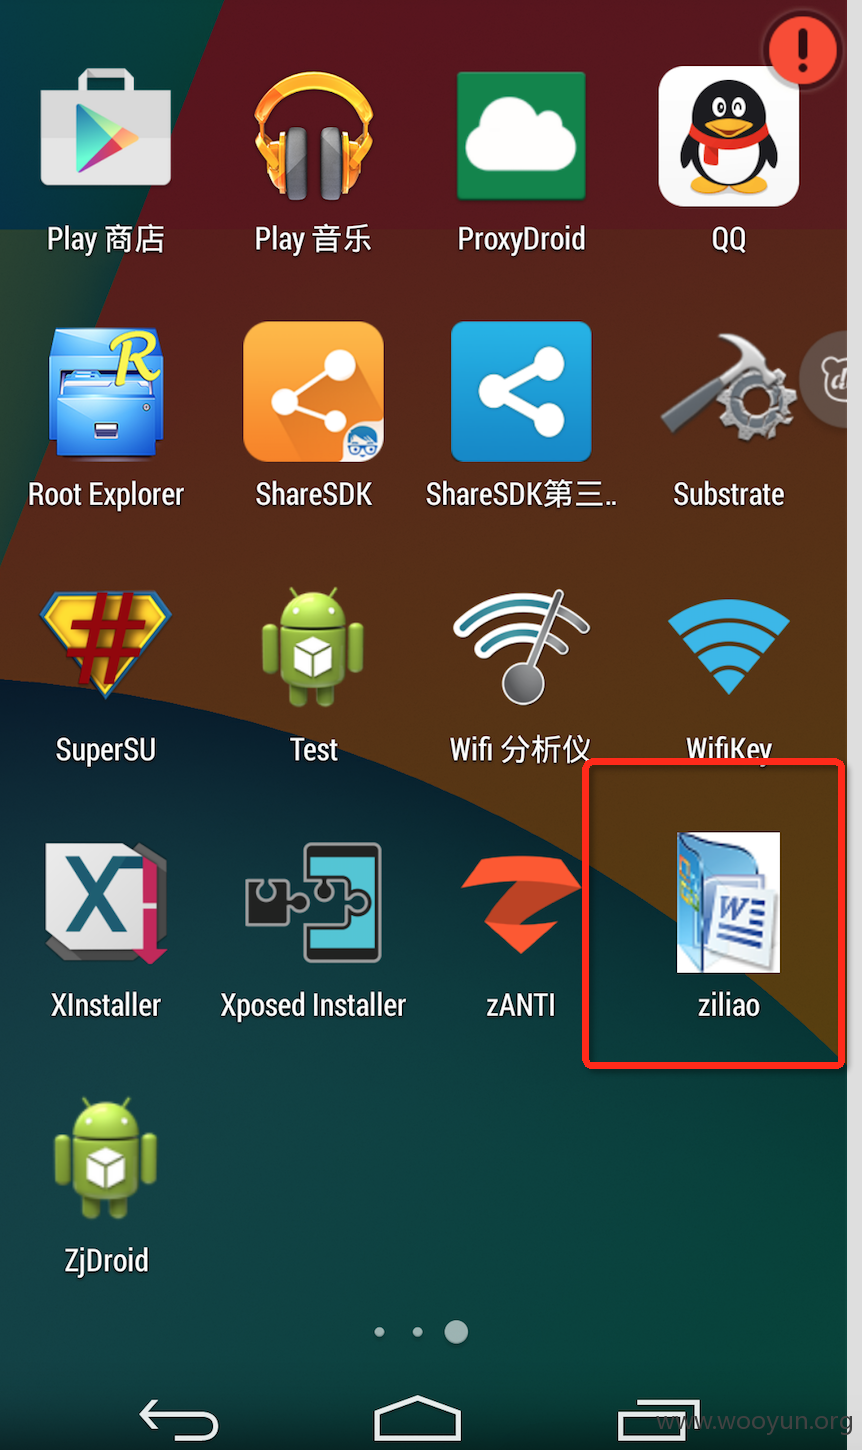 Play 商店
Play 音乐
ProxyDroid
QQ
R
Root Explorer
ShareSDK
ShareSDK第三..
Substrate
d
#
SuperSU
Test
Wifi 分析仪
WifiKey
X
W
XInstaller
Xposed Installer
zANTI
ziliao
ZjDroid
www.wooyun.org